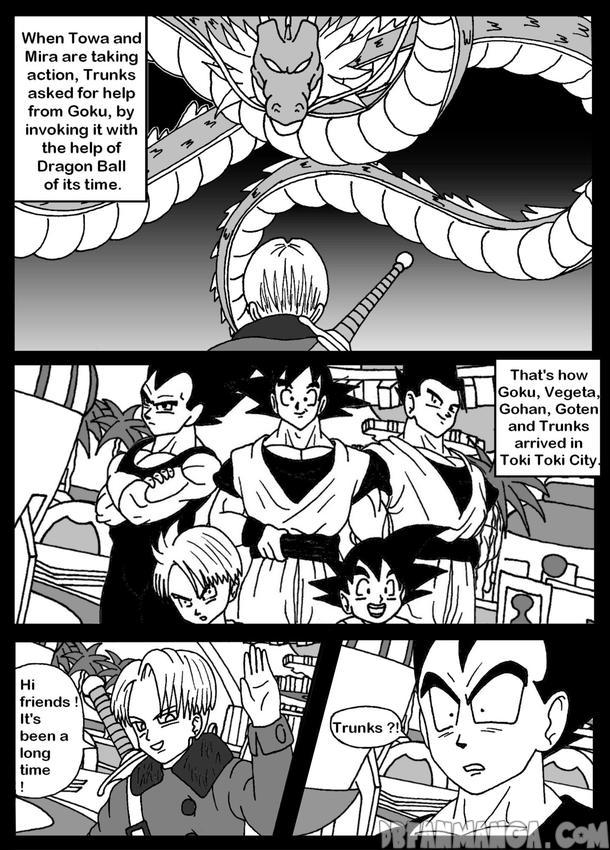 When Towa and
Mira are taking
action, Trunks
asked for help
from Goku, by
invoking it with
the help of
Dragon Ball
of its time.
That's how
Goku, Vegeta,
Gohan, Goten
and Trunks
arrived in
Toki Toki City.
Hi
friends !
It's
been a
long
time
!
Trunks ?!
DBFANMANGA.COM